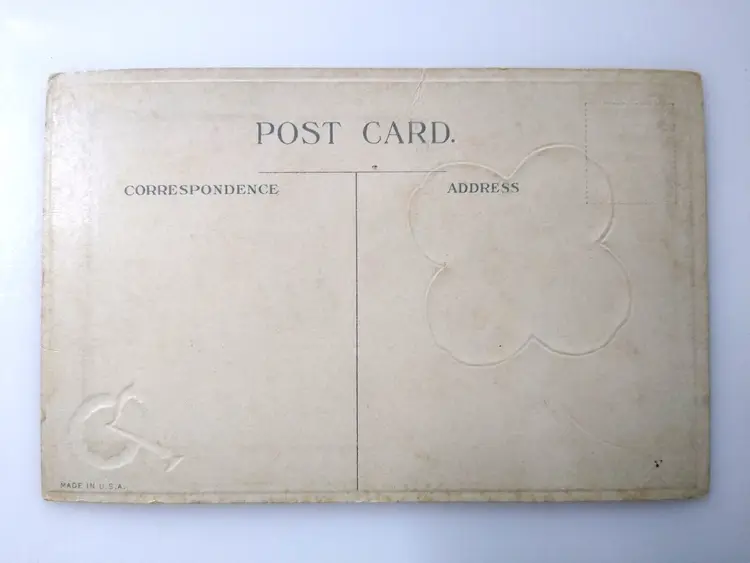 POST CARD.
CORRESPONDENCE
ADDRESS
MADE IN U.S.A.